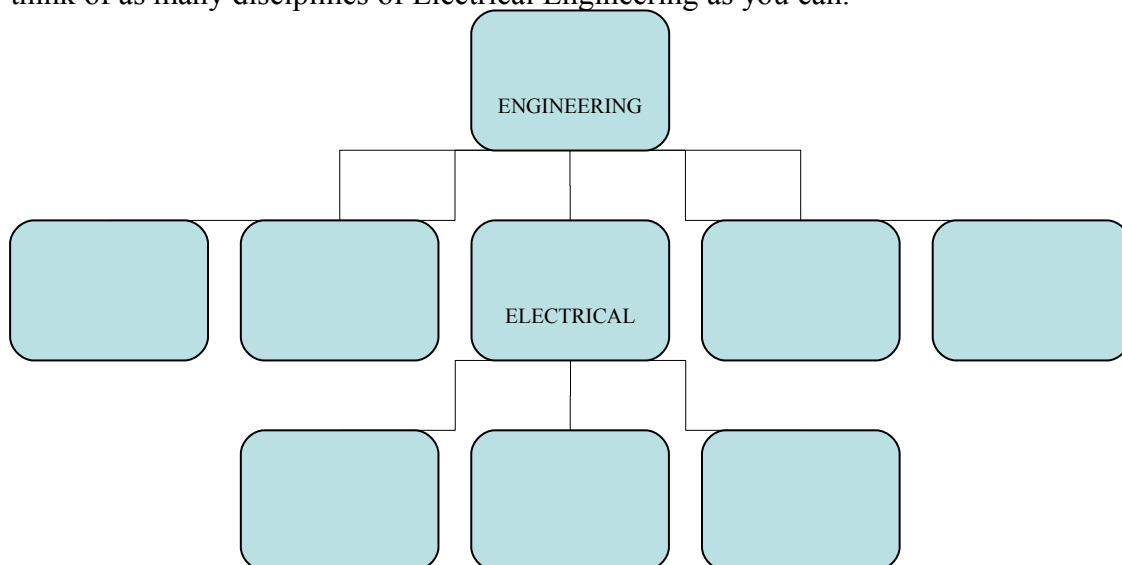 think of as many disciplines of Electrical Engineering as you can.
ENGINEERING
ELECTRICAL